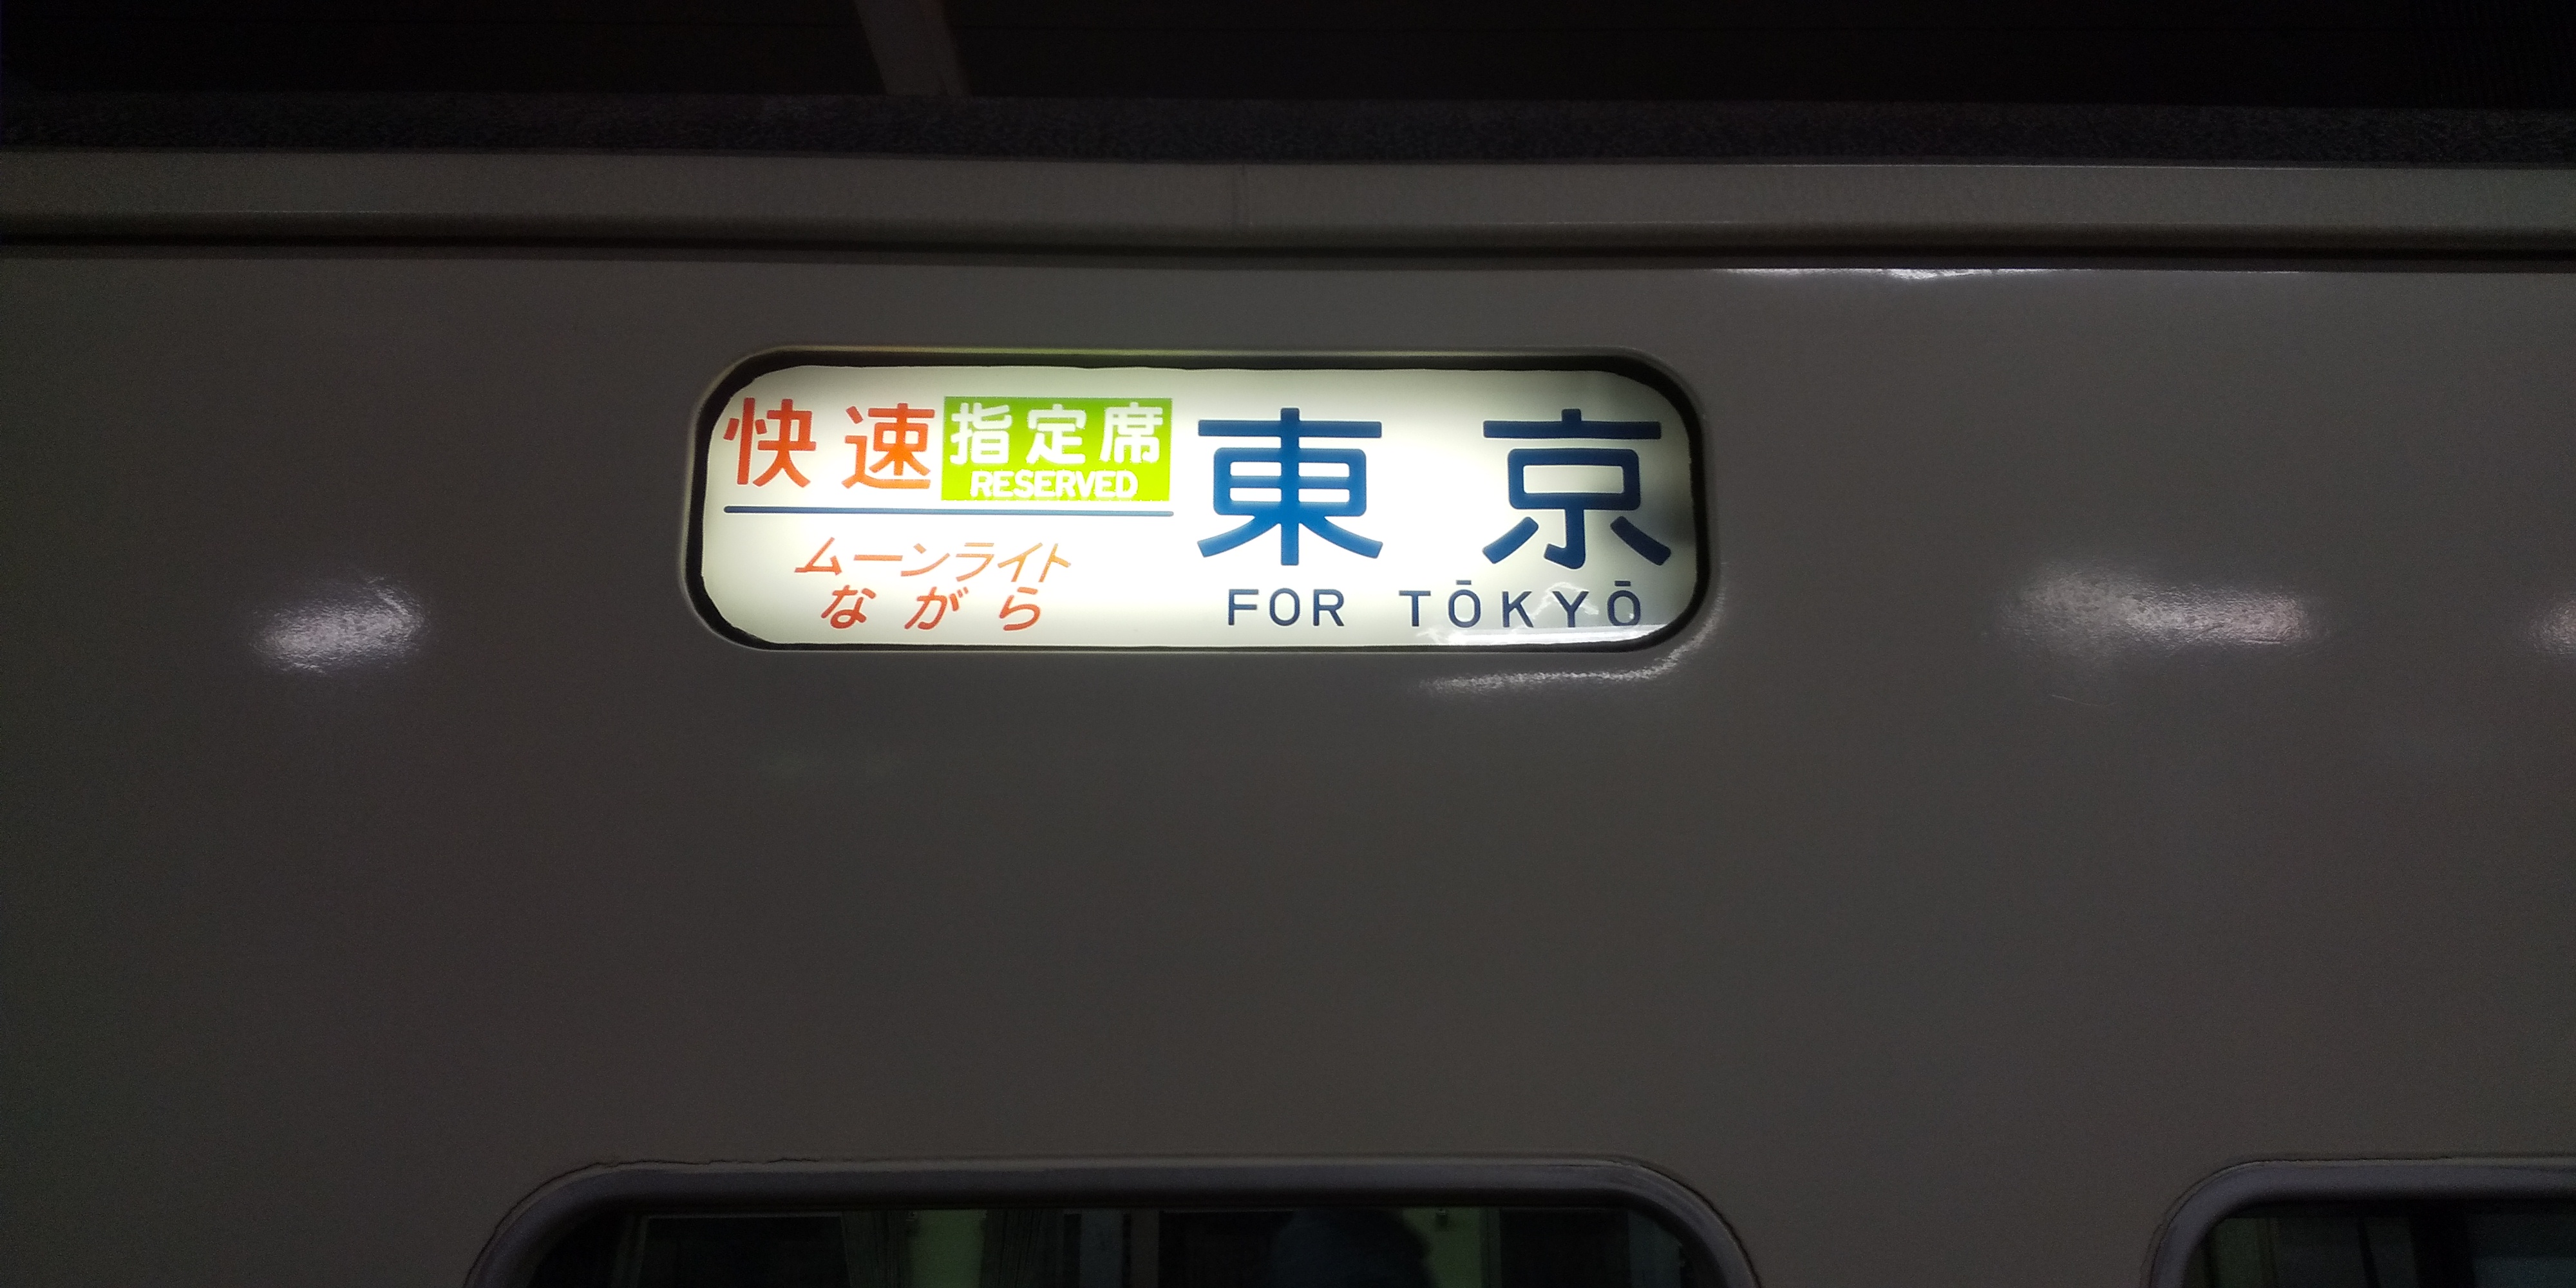 快速 指定席
RESERVED
ムーンライト
ながら
東京
FOR TŌKYŌ